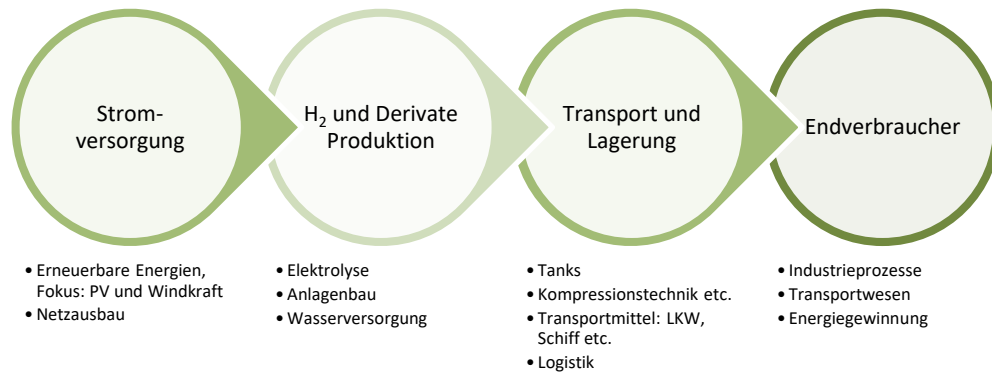 Strom-
versorgung
H₂ und Derivate
Produktion
Transport und
Lagerung
Endverbraucher
• Erneuerbare Energien,
Fokus: PV und Windkraft
• Netzausbau
• Elektrolyse
• Anlagenbau
• Wasserversorgung
• Tanks
• Kompressionstechnik etc.
• Transportmittel: LKW,
Schiff etc.
• Logistik
• Industrieprozesse
• Transportwesen
• Energiegewinnung